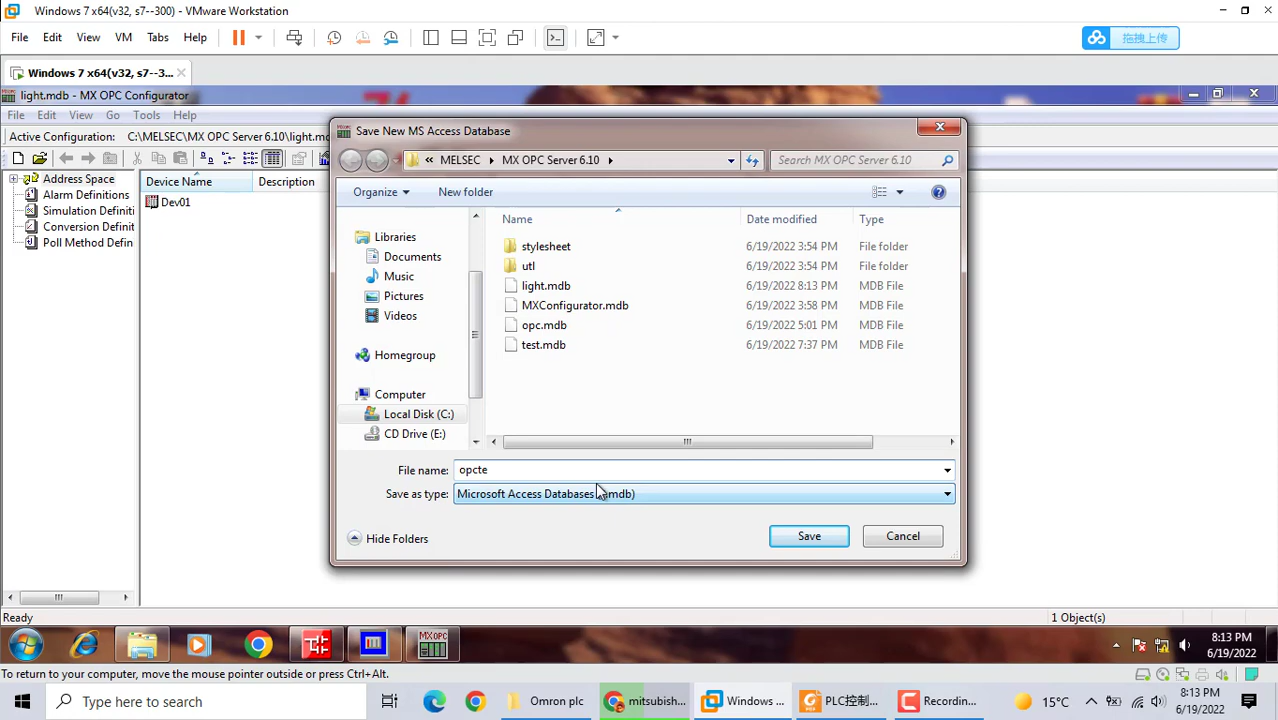 Windows 7 x64(v32, s7--300) - VMware Workstation
File Edit View VM Tabs Help
拖拽上传
Windows 7 x64(v32, s7--3...
light.mdb - MX OPC Configurator
File Edit View Go Tools Help
Active Configuration: C:\MELSEC\MX OPC Server 6.10\light.m
Address Space
Alarm Definitions
Simulation Definiti
Conversion Definit
Poll Method Defin
Device Name Description
Dev01
Save New MS Access Database
« MELSEC MX OPC Server 6.10
Search MX OPC Server 6.10
Organize New folder
Libraries
Documents
Music
Pictures
Videos
Homegroup
Computer
Local Disk (C:)
CD Drive (E:)
Name Date modified Type
stylesheet 6/19/2022 3:54 PM File folder
utl 6/19/2022 3:54 PM File folder
light.mdb 6/19/2022 8:13 PM MDB File
MXConfigurator.mdb 6/19/2022 3:58 PM MDB File
opc.mdb 6/19/2022 5:01 PM MDB File
test.mdb 6/19/2022 7:37 PM MDB File
File name: opcte
Save as type: Microsoft Access Databases mdb)
Hide Folders Save Cancel
Ready 1 Object(s)
MX OPC
8:13 PM
6/19/2022
To return to your computer, move the mouse pointer outside or press Ctrl+Alt.
Type here to search
Omron plc
mitsubish...
Windows ...
PLC控制...
Recordin...
15°C
8:13 PM
6/19/2022